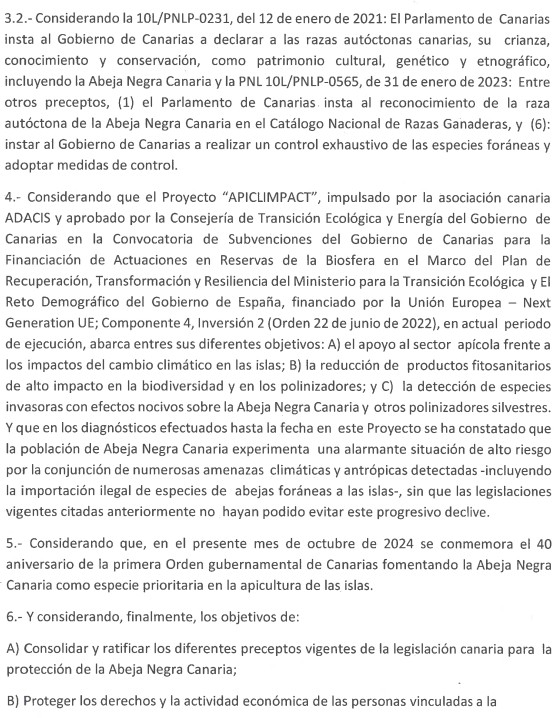 3.2.- Considerando la 10L/PNLP-0231, del 12 de enero de 2021: El Parlamento de Canarias
insta al Gobierno de Canarias a declarar a las razas autóctonas canarias, su crianza,
conocimiento y conservación, como patrimonio cultural, genético y etnográfico,
incluyendo la Abeja Negra Canaria y la PNL 10L/PNLP-0565, de 31 de enero de 2023: Entre
otros preceptos, (1) el Parlamento de Canarias insta al reconocimiento de la raza
autóctona de la Abeja Negra Canaria en el Catálogo Nacional de Razas Ganaderas, y (6):
instar al Gobierno de Canarias a realizar un control exhaustivo de las especies foráneas y
adoptar medidas de control.
4.- Considerando que el Proyecto “APICLIMPACT”, impulsado por la asociación canaria
ADACIS y aprobado por la Consejería de Transición Ecológica y Energía del Gobierno de
Canarias en la Convocatoria de Subvenciones del Gobierno de Canarias para la
Financiación de Actuaciones en Reservas de la Biosfera en el Marco del Plan de
Recuperación, Transformación y Resiliencia del Ministerio para la Transición Ecológica y El
Reto Demográfico del Gobierno de España, financiado por la Unión Europea – Next
Generation UE; Componente 4, Inversión 2 (Orden 22 de junio de 2022), en actual periodo
de ejecución, abarca entres sus diferentes objetivos: A) el apoyo al sector apícola frente a
los impactos del cambio climático en las islas; B) la reducción de productos fitosanitarios
de alto impacto en la biodiversidad y en los polinizadores; y C) la detección de especies
invasoras con efectos nocivos sobre la Abeja Negra Canaria y otros polinizadores silvestres.
Y que en los diagnósticos efectuados hasta la fecha en este Proyecto se ha constatado que
la población de Abeja Negra Canaria experimenta una alarmante situación de alto riesgo
por la conjunción de numerosas amenazas climáticas y antrópicas detectadas -incluyendo
la importación ilegal de especies de abejas foráneas a las islas-, sin que las legislaciones
vigentes citadas anteriormente no hayan podido evitar este progresivo declive.
5.- Considerando que, en el presente mes de octubre de 2024 se conmemora el 40
aniversario de la primera Orden gubernamental de Canarias fomentando la Abeja Negra
Canaria como especie prioritaria en la apicultura de las islas.
6.- Y considerando, finalmente, los objetivos de:
A) Consolidar y ratificar los diferentes preceptos vigentes de la legislación canaria para la
protección de la Abeja Negra Canaria;
B) Proteger los derechos y la actividad económica de las personas vinculadas a la